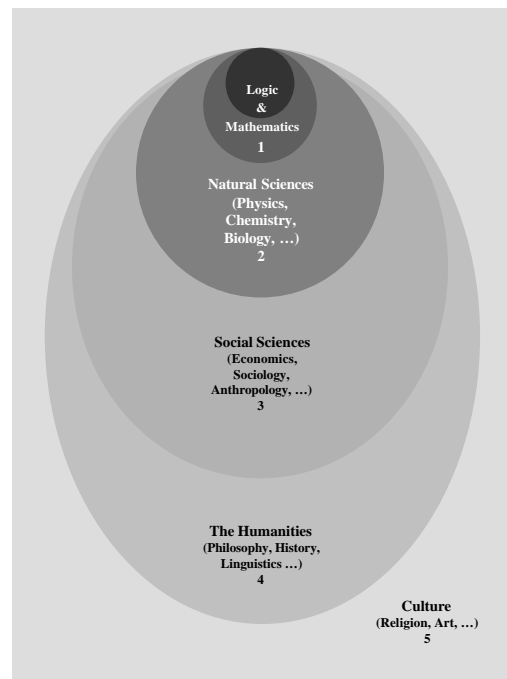 Logic
&
Mathematics
1
Natural Sciences
(Physics,
Chemistry,
Biology, …)
2
Social Sciences
(Economics,
Sociology,
Anthropology, …)
3
The Humanities
(Philosophy, History,
Linguistics …)
4
Culture
(Religion, Art, …)
5